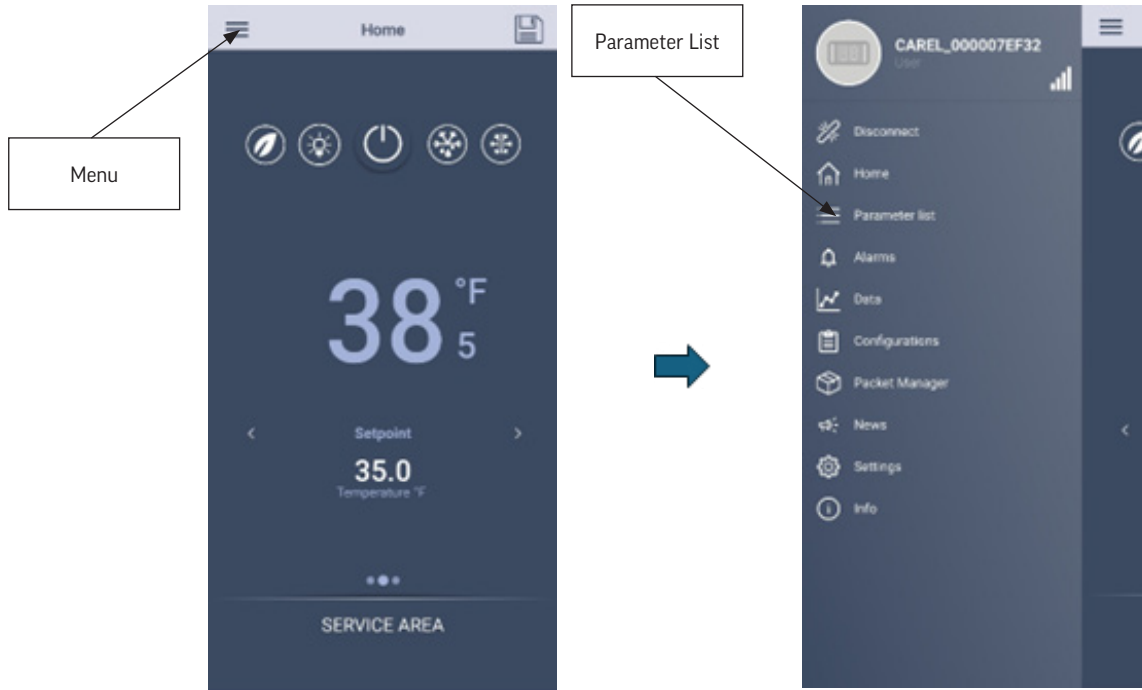 Home
Menu
38 °F
5
Setpoint
35.0
Temperature °F
SERVICE AREA
Parameter List
CAREL_000007EF32
User
Disconnect
Home
Parameter list
Alarms
Data
Configurations
Packet Manager
News
Settings
Info